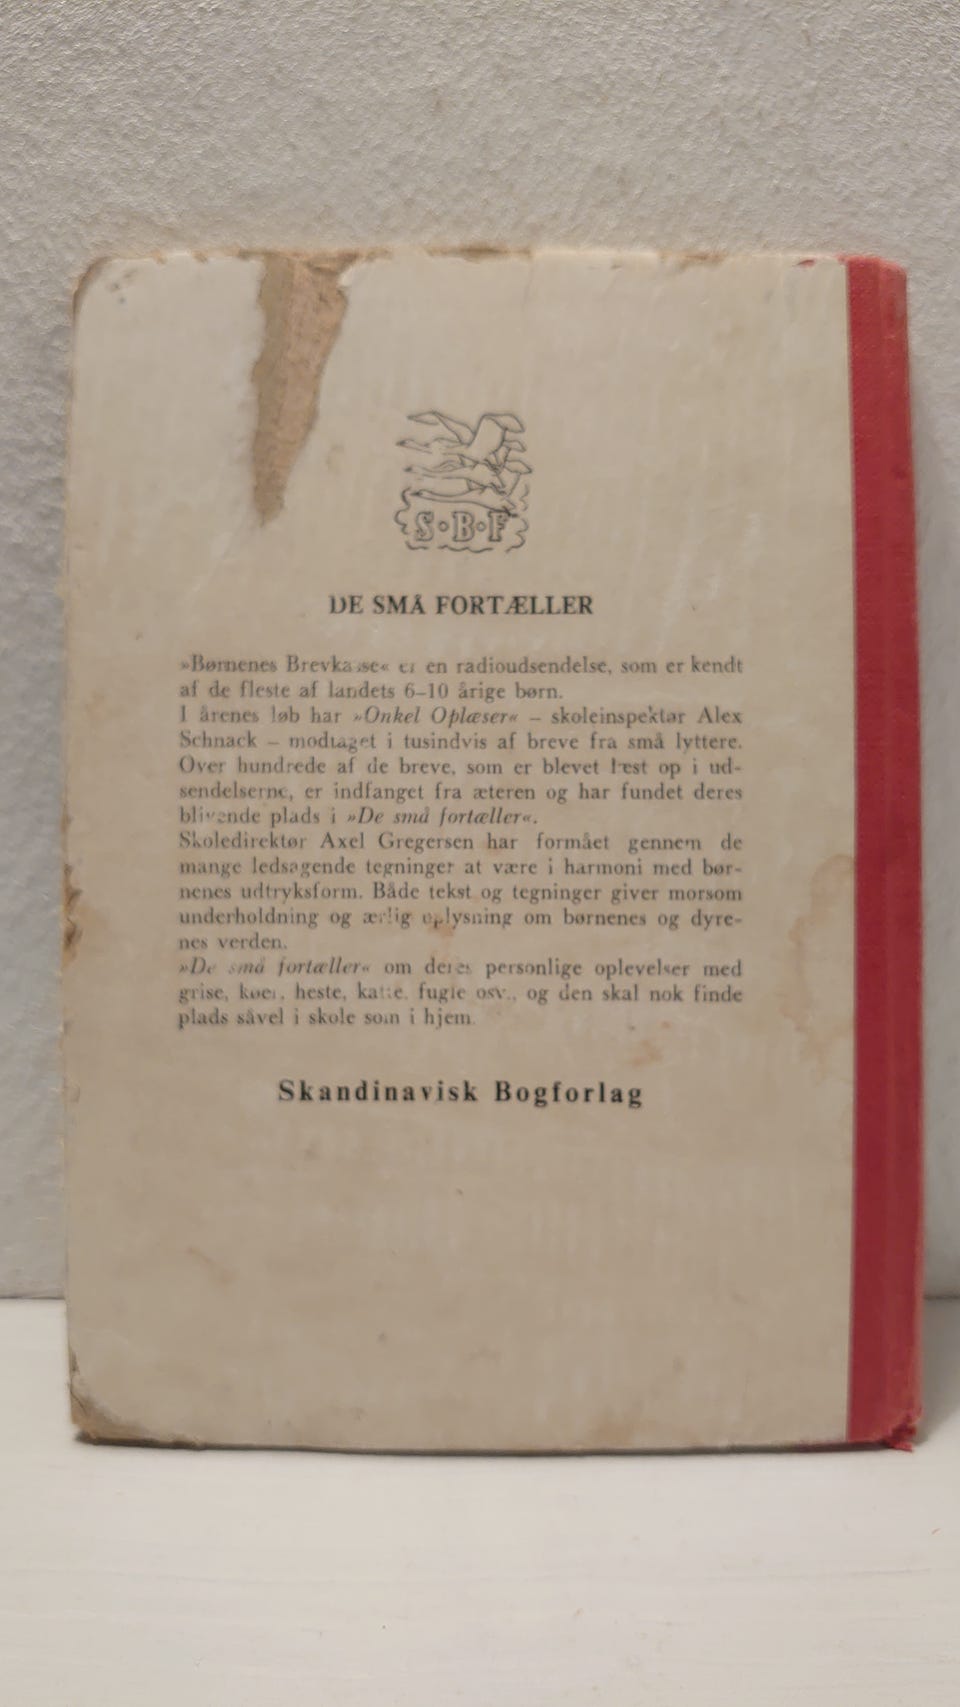 S·B·F
DE SMÅ FORTÆLLER
»Børnenes Brevkasse« er en radioudsendelse, som er kendt
af de fleste af landets 6–10 årige børn.
I årenes løb har »Onkel Oplæser« – skoleinspektør Alex
Schnack – modtaget i tusindvis af breve fra små lyttere.
Over hundrede af de breve, som er blevet læst op i ud-
sendelserne, er indfanget fra æteren og har fundet deres
blivende plads i »De små fortæller«.
Skoledirektør Axel Gregersen har formået gennem de
mange ledsagende tegninger at være i harmoni med bør-
nenes udtryksform. Både tekst og tegninger giver morsom
underholdning og ærlig oplysning om børnenes og dyre-
nes verden.
»De små fortæller« om deres personlige oplevelser med
grise, køer, heste, katte, fugle osv., og den skal nok finde
plads såvel i skole som i hjem.
Skandinavisk Bogforlag